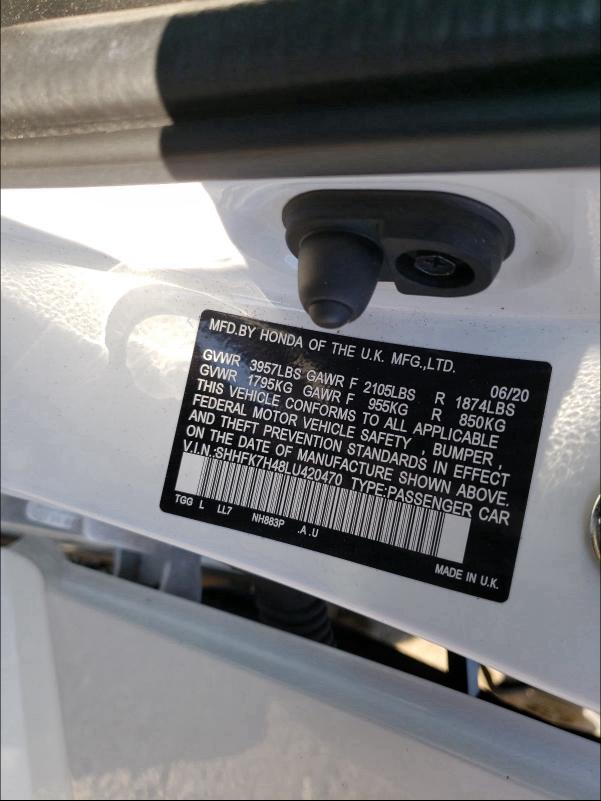 MFD.BY HONDA OF THE U.K. MFG.,LTD.
06/20
GVWR 3957LBS GAWR F 2105LBS R 1874LBS
GVWR 1795KG GAWR F 955KG R 850KG
THIS VEHICLE CONFORMS TO ALL APPLICABLE
FEDERAL MOTOR VEHICLE SAFETY , BUMPER ,
AND THEFT PREVENTION STANDARDS IN EFFECT
ON THE DATE OF MANUFACTURE SHOWN ABOVE.
V.I.N.:SHHFK7H48LU420470 TYPE:PASSENGER CAR
TGG L LL7 NH883P .A .U
MADE IN U.K.